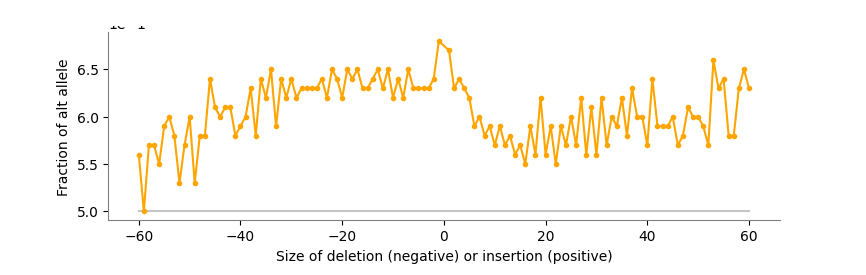 6.5
6.0
5.5
5.0
Fraction of alt allele
−60 −40 −20 0 20 40 60
Size of deletion (negative) or insertion (positive)